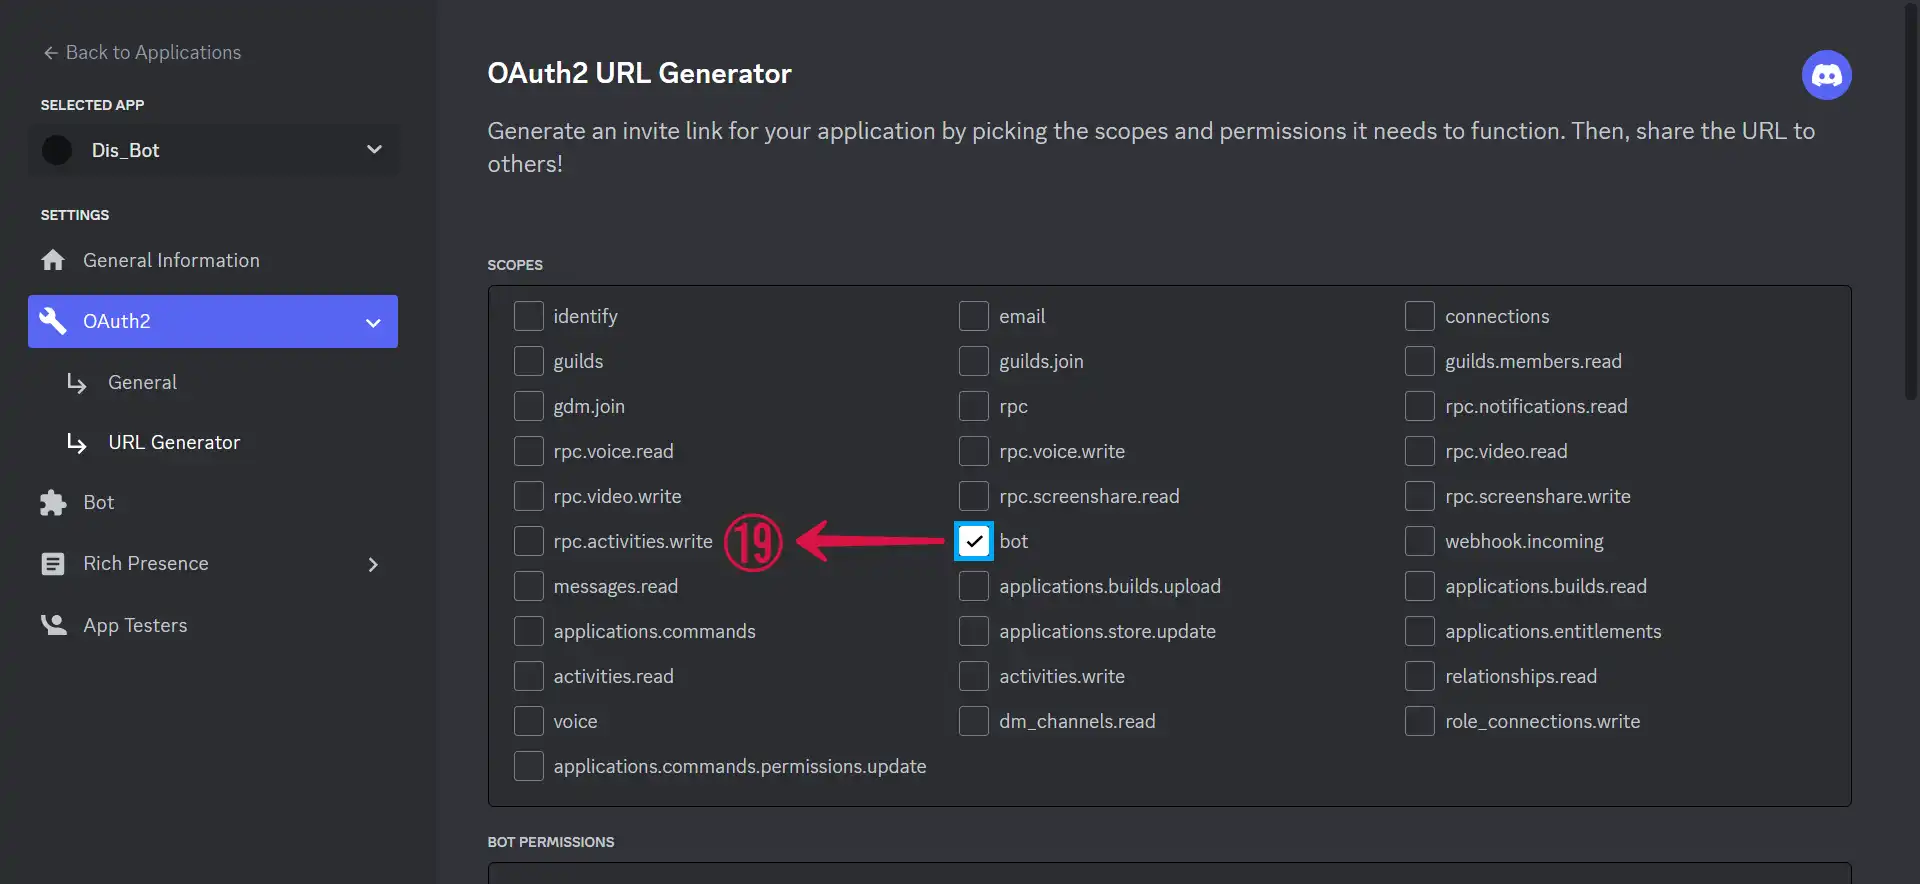 Back to Applications
SELECTED APP
Dis_Bot
SETTINGS
General Information
OAuth2
General
URL Generator
Bot
Rich Presence
App Testers
OAuth2 URL Generator
Generate an invite link for your application by picking the scopes and permissions it needs to function. Then, share the URL to
others!
SCOPES
identify email connections
guilds guilds.join guilds.members.read
gdm.join rpc rpc.notifications.read
rpc.voice.read rpc.voice.write rpc.video.read
rpc.video.write rpc.screenshare.read rpc.screenshare.write
rpc.activities.write 19 bot webhook.incoming
messages.read applications.builds.upload applications.builds.read
applications.commands applications.store.update applications.entitlements
activities.read activities.write relationships.read
voice dm_channels.read role_connections.write
applications.commands.permissions.update
BOT PERMISSIONS